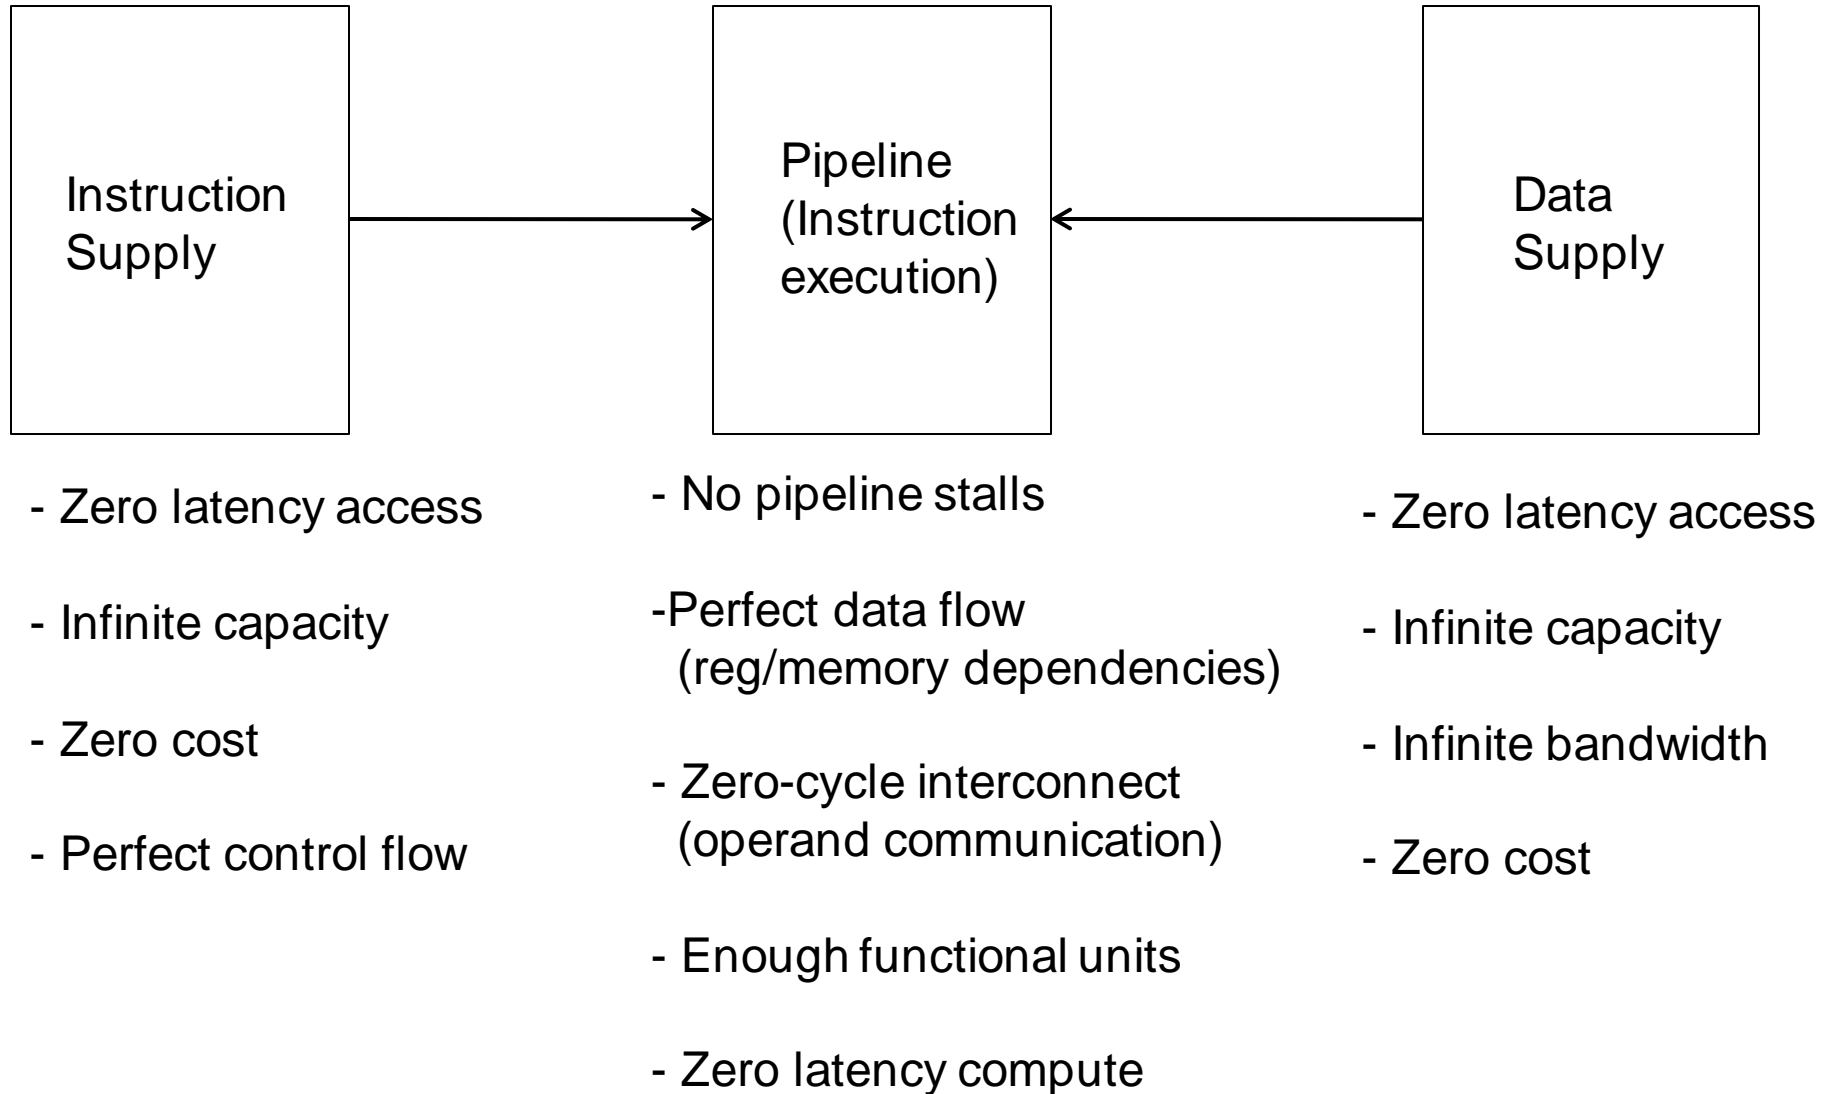 Instruction
Supply
Pipeline
(Instruction
execution)
Data
Supply
- Zero latency access
- Infinite capacity
- Zero cost
- Perfect control flow
- No pipeline stalls
-Perfect data flow
(reg/memory dependencies)
- Zero-cycle interconnect
(operand communication)
- Enough functional units
- Zero latency compute
- Zero latency access
- Infinite capacity
- Infinite bandwidth
- Zero cost